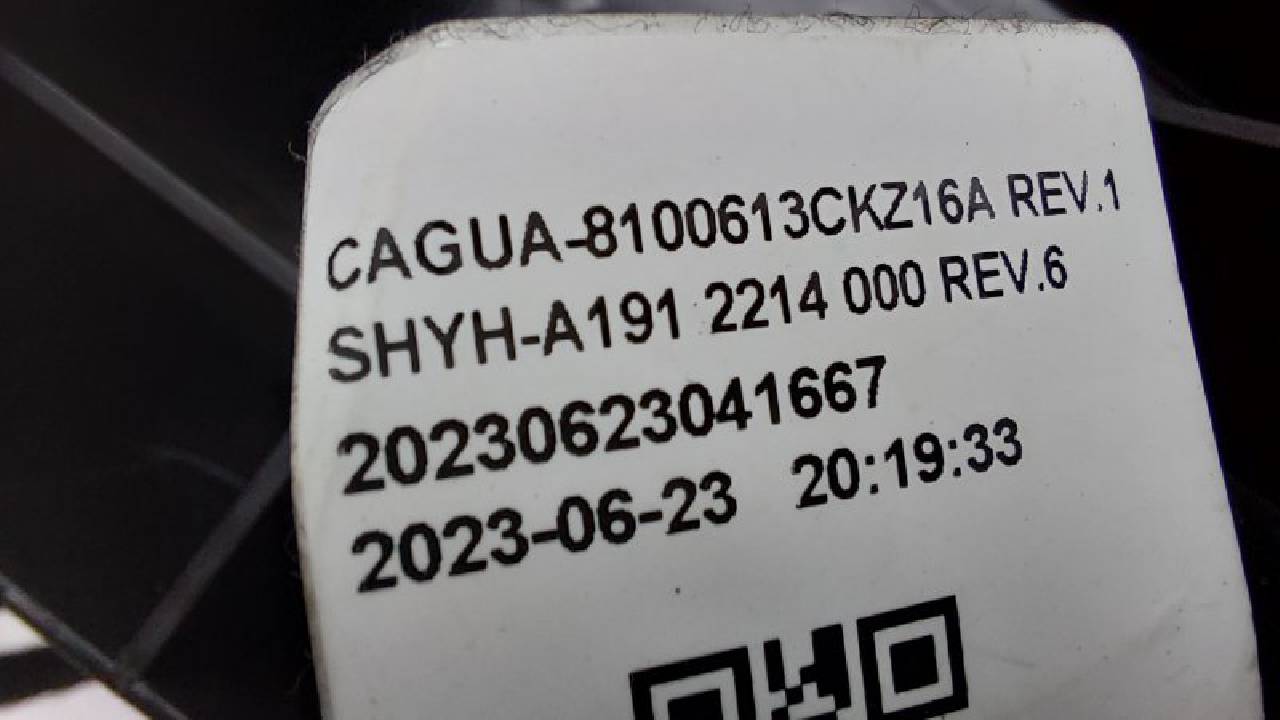 CAGUA-8100613CKZ16A REV.1
SHYH-A191 2214 000 REV.6
20230623041667
2023-06-23 20:19:33